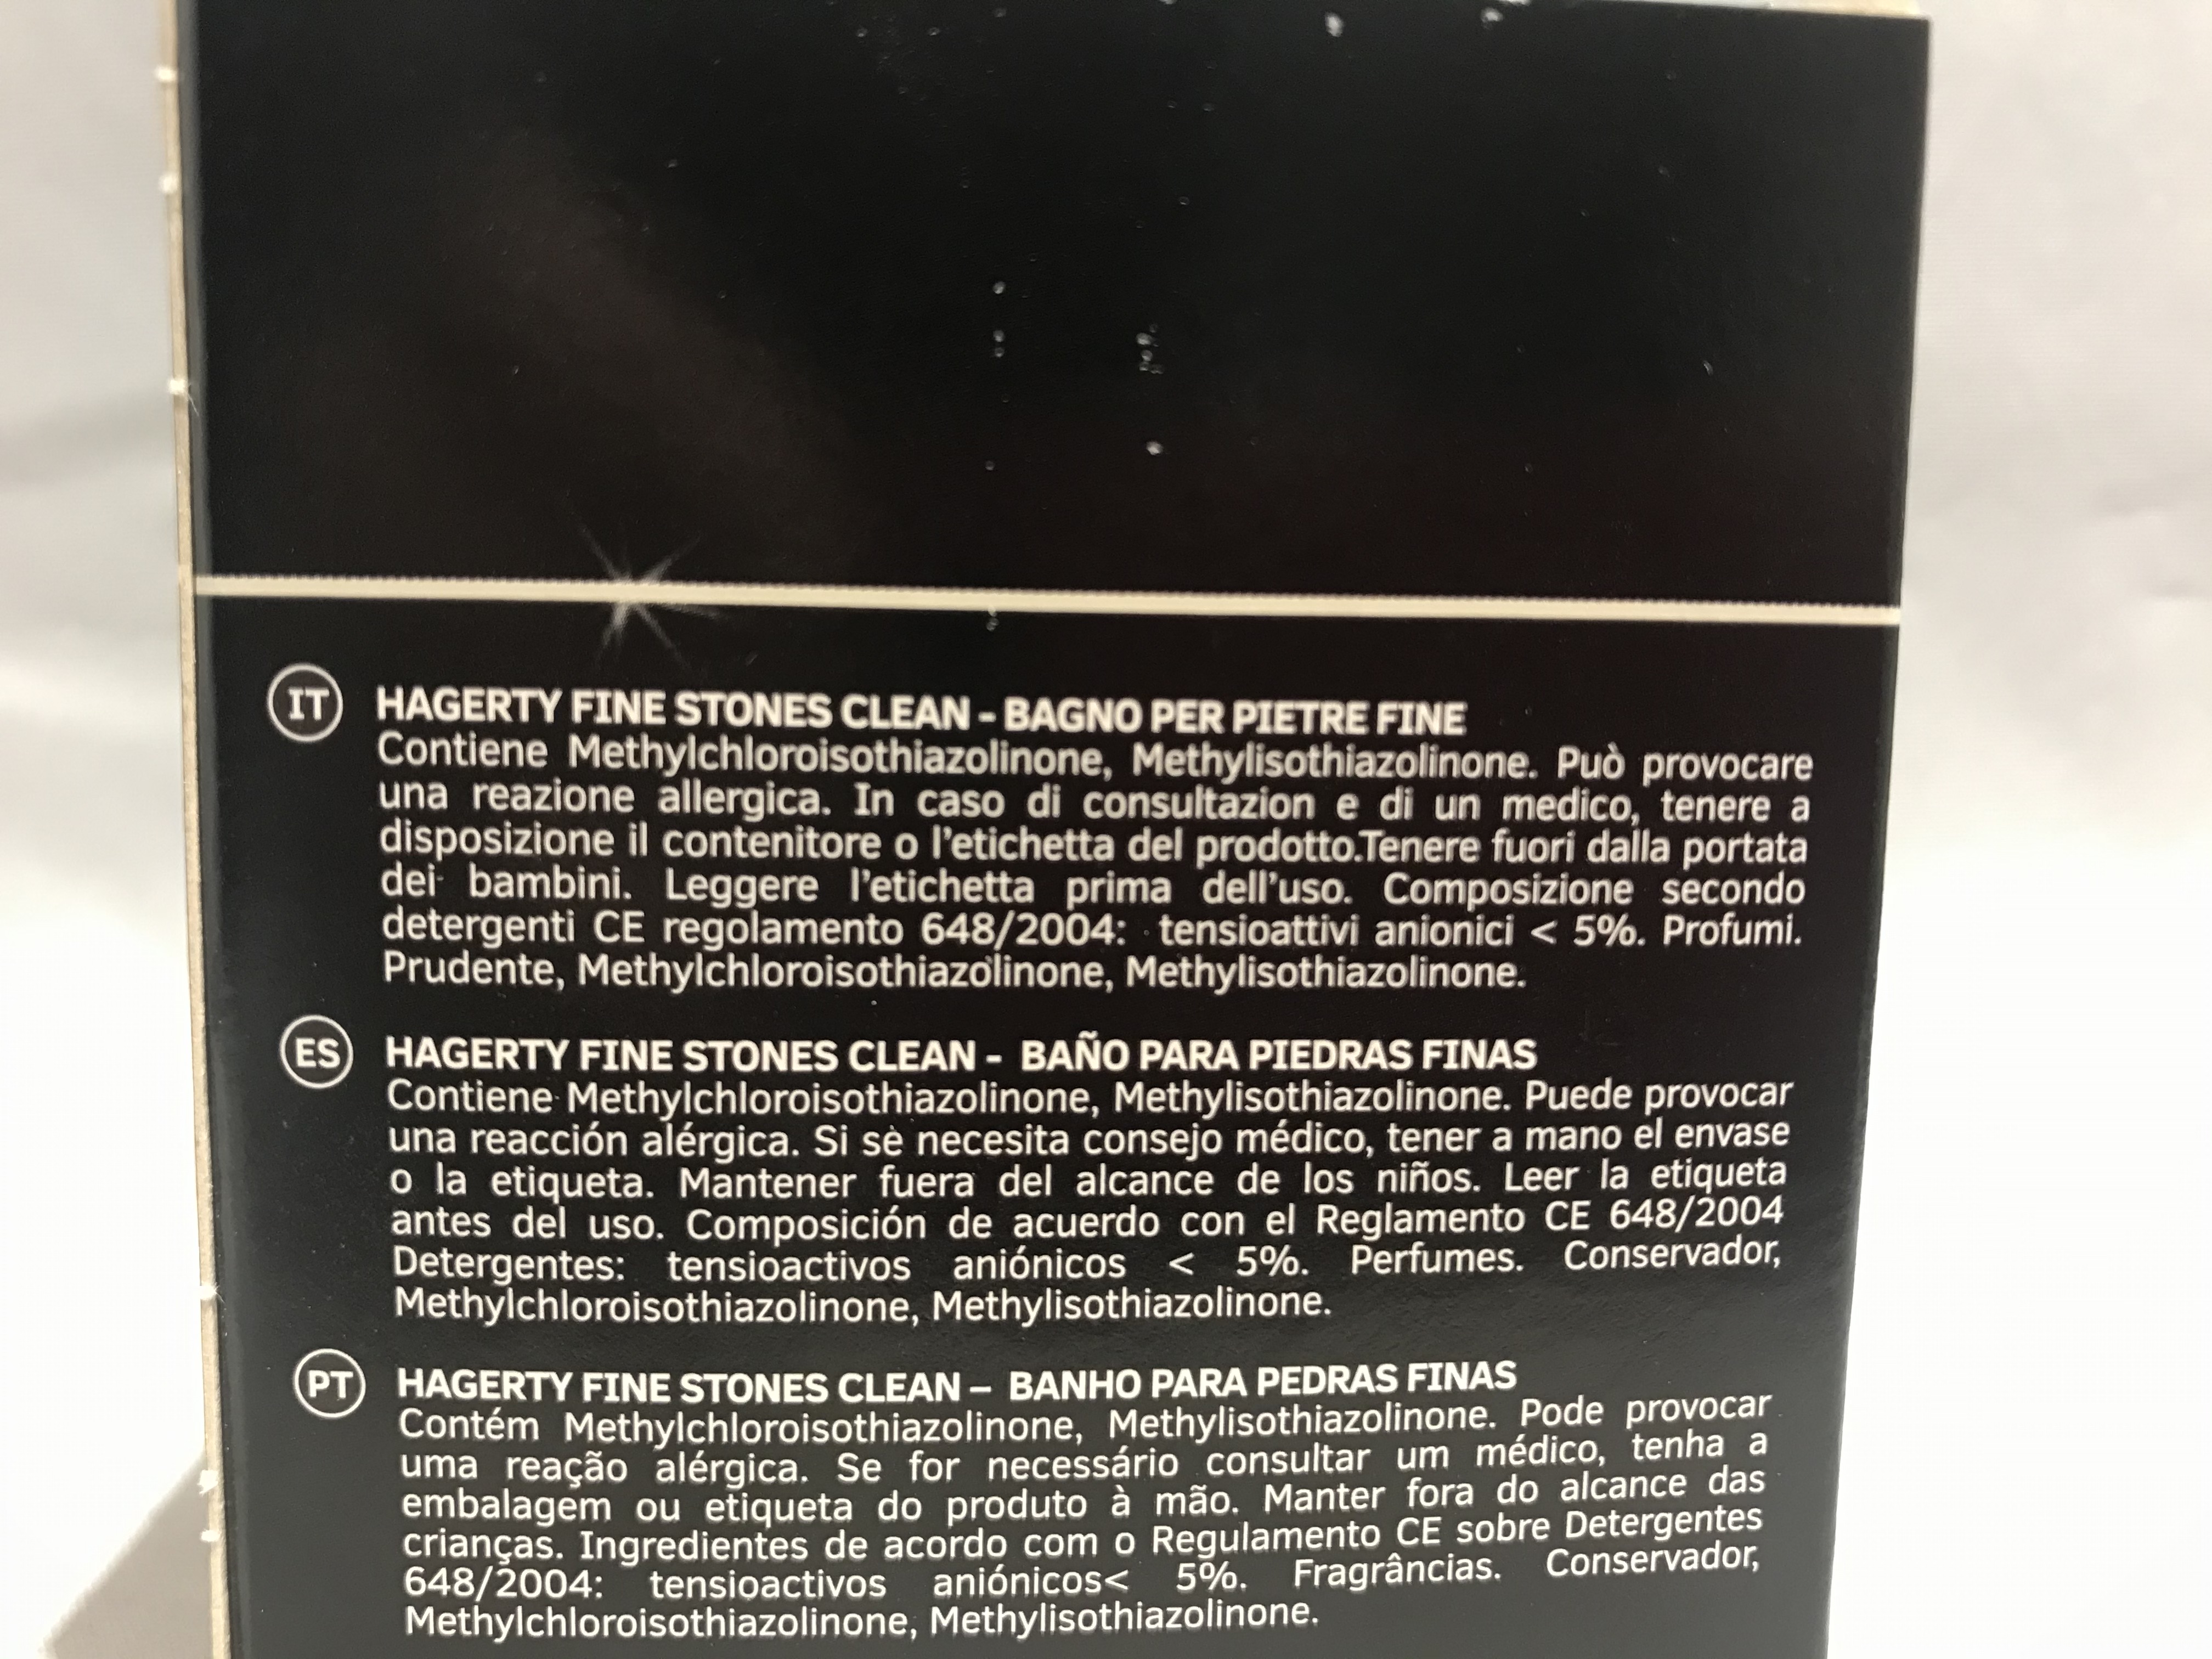 IT HAGERTY FINE STONES CLEAN - BAGNO PER PIETRE FINE
Contiene Methylchloroisothiazolinone, Methylisothiazolinone. Può provocare
una reazione allergica. In caso di consultazion e di un medico, tenere a
disposizione il contenitore o l'etichetta del prodotto.Tenere fuori dalla portata
dei bambini. Leggere l'etichetta prima dell'uso. Composizione secondo
detergenti CE regolamento 648/2004: tensioattivi anionici < 5%. Profumi.
Prudente, Methylchloroisothiazolinone, Methylisothiazolinone.
ES HAGERTY FINE STONES CLEAN - BAÑO PARA PIEDRAS FINAS
Contiene Methylchloroisothiazolinone, Methylisothiazolinone. Puede provocar
una reacción alérgica. Si se necesita consejo médico, tener a mano el envase
o la etiqueta. Mantener fuera del alcance de los niños. Leer la etiqueta
antes del uso. Composición de acuerdo con el Reglamento CE 648/2004
Detergentes: tensioactivos aniónicos < 5%. Perfumes. Conservador,
Methylchloroisothiazolinone, Methylisothiazolinone.
PT HAGERTY FINE STONES CLEAN – BANHO PARA PEDRAS FINAS
Contém Methylchloroisothiazolinone, Methylisothiazolinone. Pode provocar
uma reação alérgica. Se for necessário consultar um médico, tenha a
embalagem ou etiqueta do produto à mão. Manter fora do alcance das
crianças. Ingredientes de acordo com o Regulamento CE sobre Detergentes
648/2004: tensioactivos aniónicos< 5%. Fragrâncias. Conservador,
Methylchloroisothiazolinone, Methylisothiazolinone.